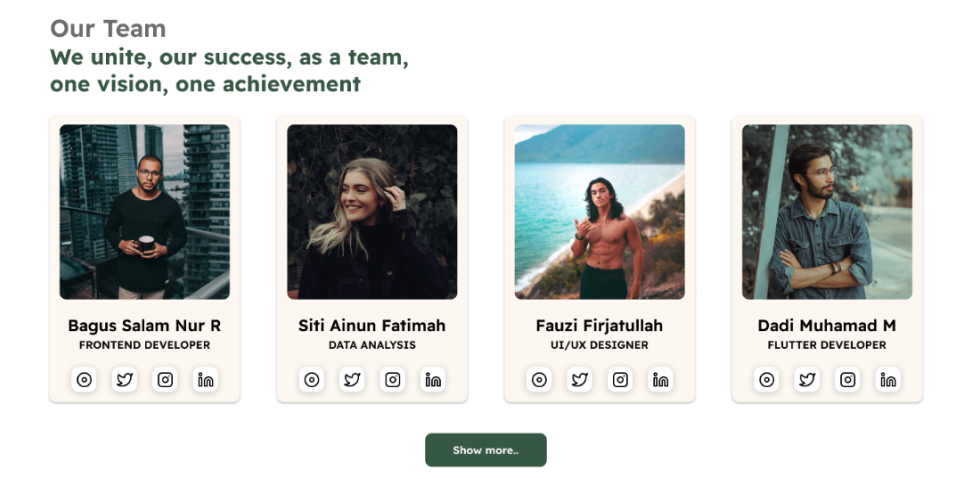 Our Team
We unite, our success, as a team,
one vision, one achievement
Bagus Salam Nur R
FRONTEND DEVELOPER
Siti Ainun Fatimah
DATA ANALYSIS
Fauzi Firjatullah
UI/UX DESIGNER
Dadi Muhamad M
FLUTTER DEVELOPER
Show more..